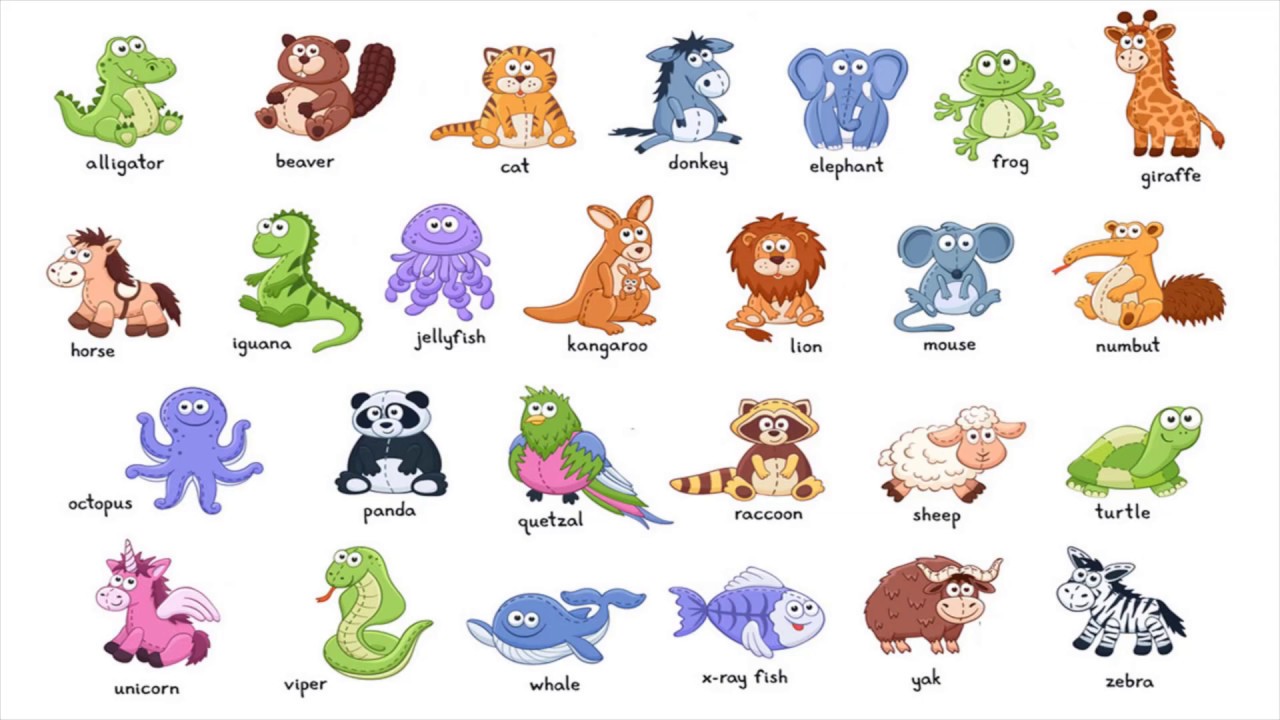 alligator
beaver
cat
donkey
elephant
frog
giraffe
horse
iguana
jellyfish
kangaroo
lion
mouse
numbut
octopus
panda
quetzal
raccoon
sheep
turtle
unicorn
viper
whale
x-ray fish
yak
zebra